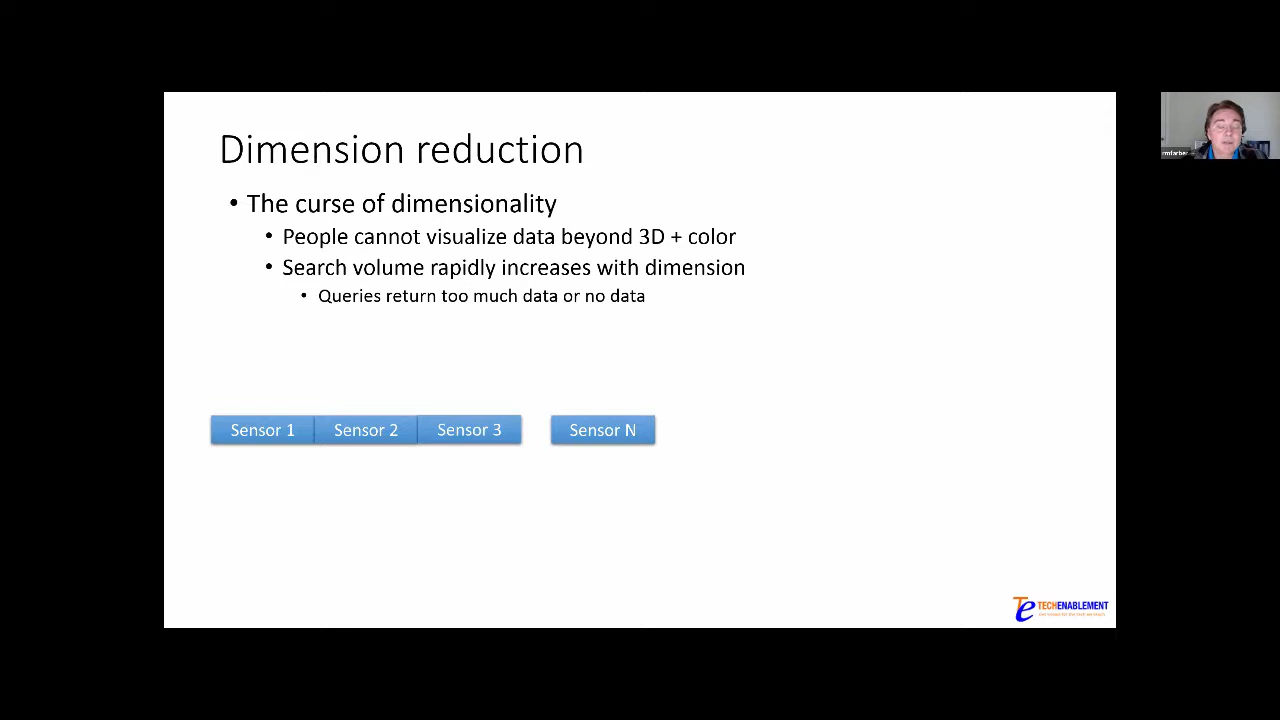 Dimension reduction
• The curse of dimensionality
• People cannot visualize data beyond 3D + color
• Search volume rapidly increases with dimension
• Queries return too much data or no data
Sensor 1 Sensor 2 Sensor 3 Sensor N
TECHENABLEMENT
rmfarber